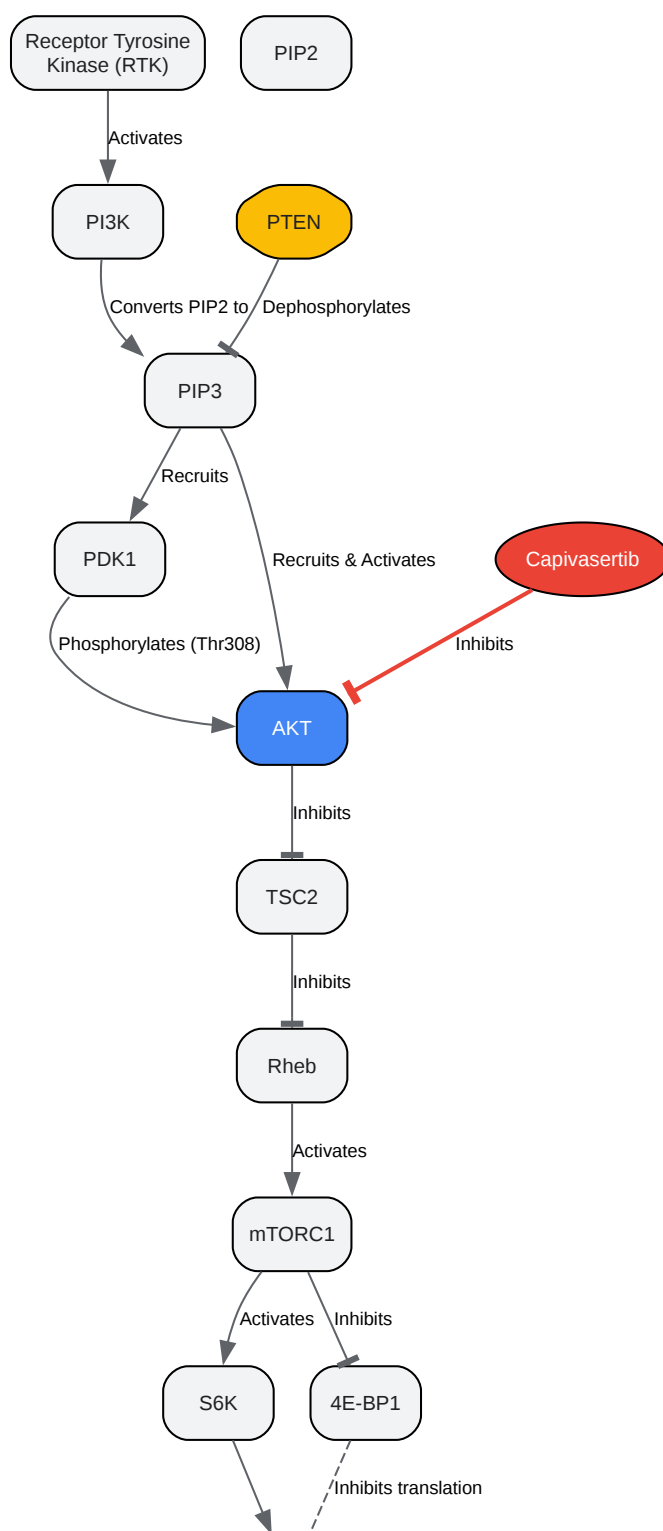 Receptor Tyrosine
Kinase (RTK)
PIP2
Activates
PI3K
PTEN
Converts PIP2 to
Dephosphorylates
PIP3
Recruits
PDK1
Recruits & Activates
Capivasertib
Phosphorylates (Thr308)
Inhibits
AKT
Inhibits
TSC2
Inhibits
Rheb
Activates
mTORC1
Activates
Inhibits
S6K
4E-BP1
Inhibits translation